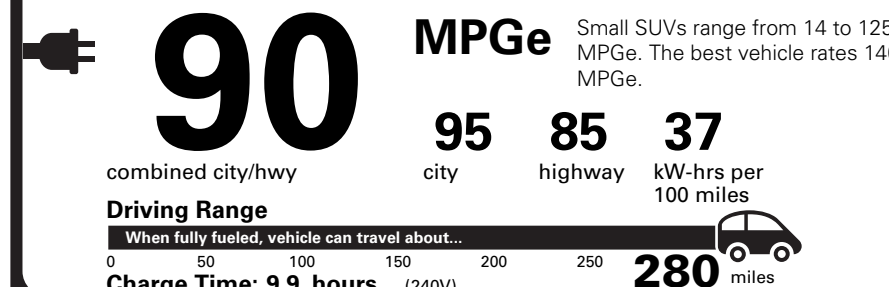 90
MPGe
Small SUVs range from 14 to 125
MPGe. The best vehicle rates
MPGe.
95 85 37
combined city/hwy city highway kW-hrs per
100 miles
Driving Range
When fully fueled, vehicle can travel about...
0 50 100 150 200 250 280 miles
Charge Time: 9.9 hours (240V)